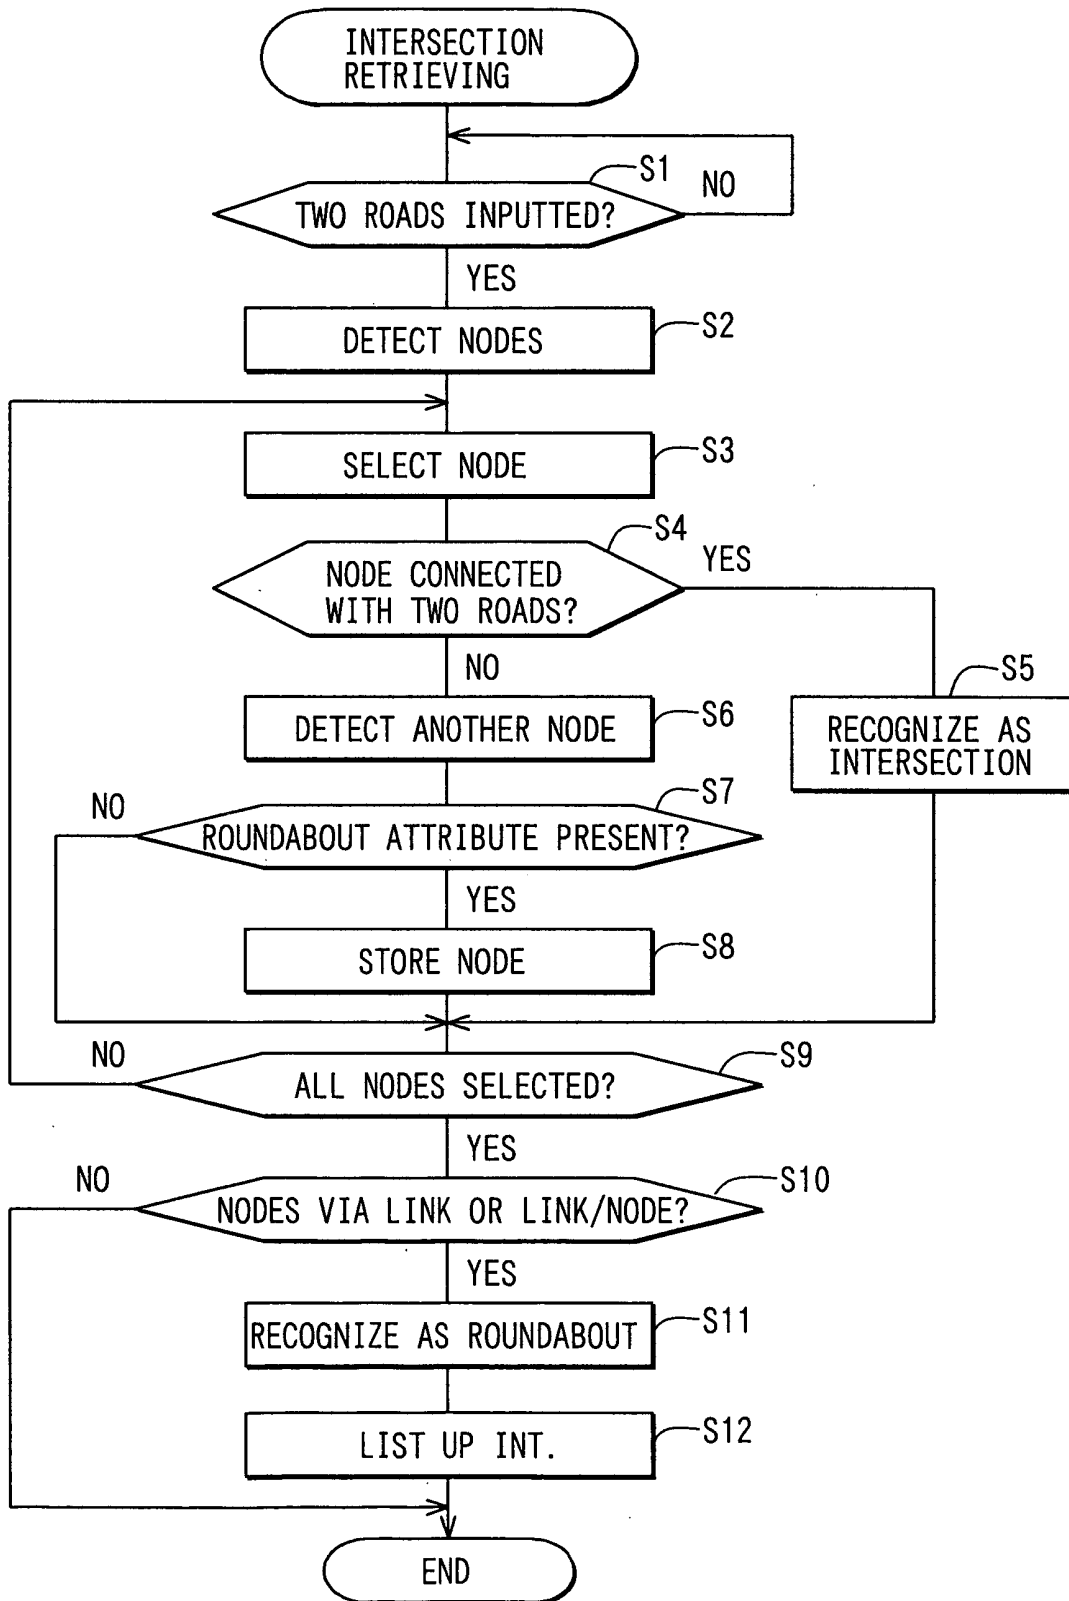 INTERSECTION
RETRIEVING
S1
NO
TWO ROADS INPUTTED?
YES
S2
DETECT NODES
S3
SELECT NODE
S4
YES
NODE CONNECTED
WITH TWO ROADS?
NO
S5
S6
DETECT ANOTHER NODE
RECOGNIZE AS
INTERSECTION
S7
NO
ROUNDABOUT ATTRIBUTE PRESENT?
YES
S8
STORE NODE
NO
S9
ALL NODES SELECTED?
YES
NO
S10
NODES VIA LINK OR LINK/NODE?
YES
S11
RECOGNIZE AS ROUNDABOUT
S12
LIST UP INT.
END